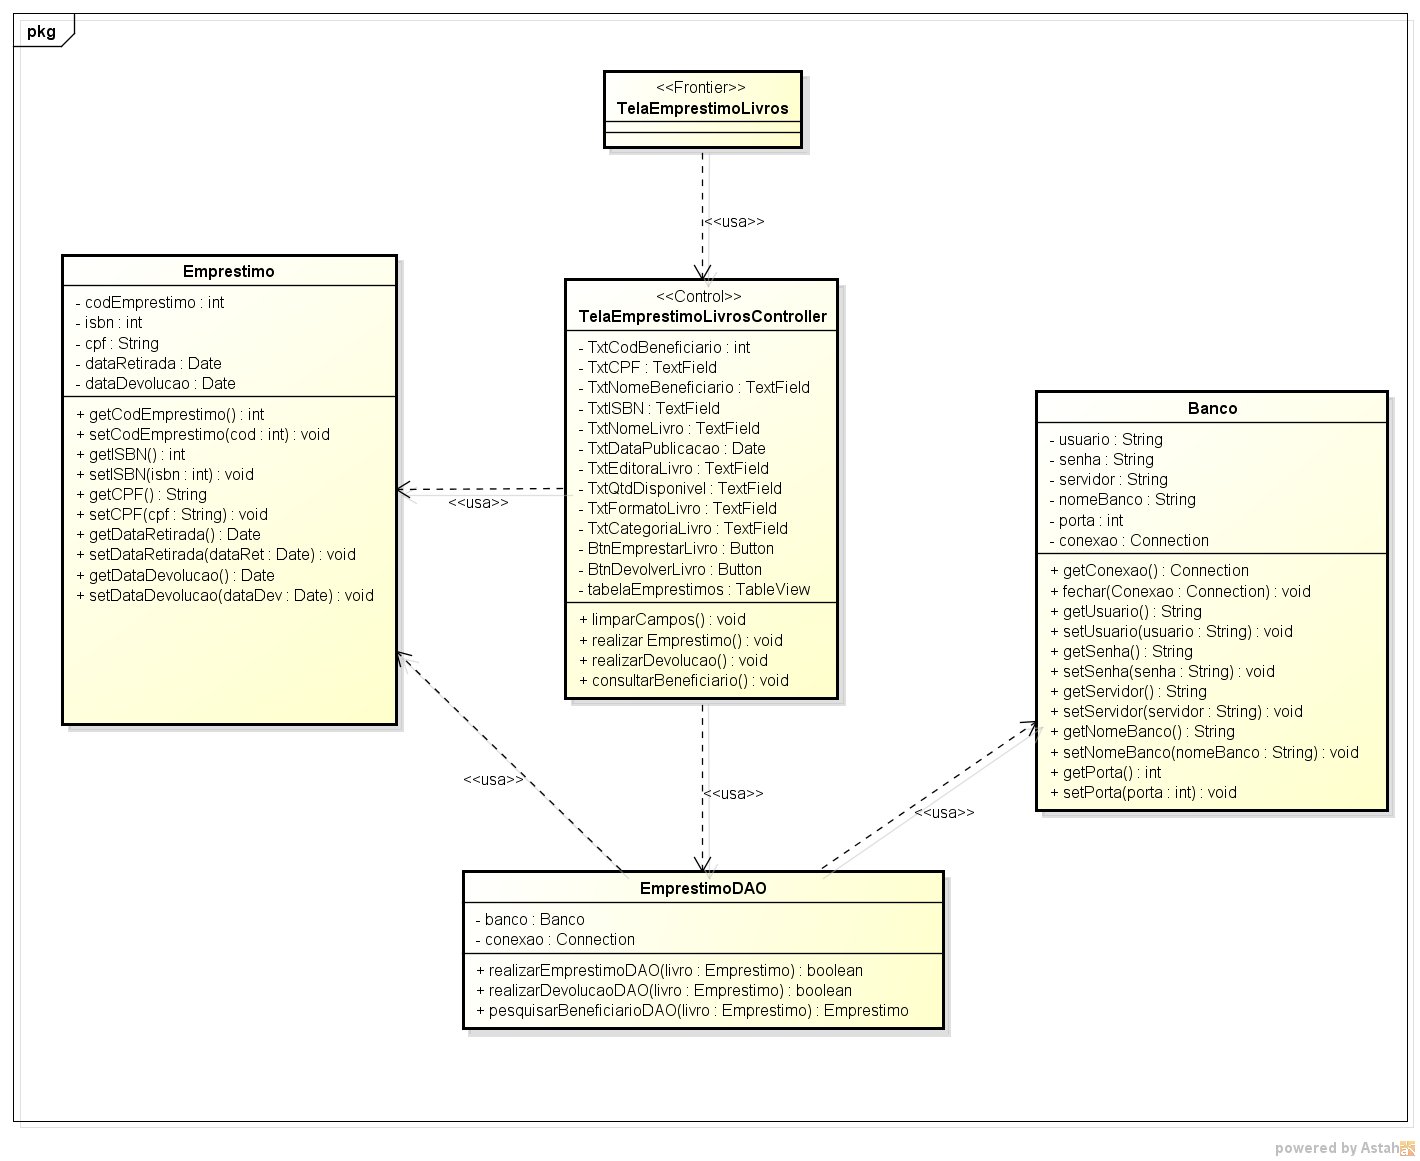 pkg
<<Frontier>>
TelaEmprestimoLivros
<<usa>>
Emprestimo
- codEmprestimo : int
- isbn : int
- cpf : String
- dataRetirada : Date
- dataDevolucao : Date
+ getCodEmprestimo() : int
+ setCodEmprestimo(cod : int) : void
+ getISBN() : int
+ setISBN(isbn : int) : void
+ getCPF() : String
+ setCPF(cpf : String) : void
+ getDataRetirada() : Date
+ setDataRetirada(dataRet : Date) : void
+ getDataDevolucao() : Date
+ setDataDevolucao(dataDev : Date) : void
<<usa>>
<<Control>>
TelaEmprestimoLivrosController
- TxtCodBeneficiario : int
- TxtCPF : TextField
- TxtNomeBeneficiario : TextField
- TxtISBN : TextField
- TxtNomeLivro : TextField
- TxtDataPublicacao : Date
- TxtEditoraLivro : TextField
- TxtQtdDisponivel : TextField
- TxtFormatoLivro : TextField
- TxtCategoriaLivro : TextField
- BtnEmprestarLivro : Button
- BtnDevolverLivro : Button
- tabelaEmprestimos : TableView
+ limparCampos() : void
+ realizar Emprestimo() : void
+ realizarDevolucao() : void
+ consultarBeneficiario() : void
Banco
- usuario : String
- senha : String
- servidor : String
- nomeBanco : String
- porta : int
- conexao : Connection
+ getConexao() : Connection
+ fechar(Conexao : Connection) : void
+ getUsuario() : String
+ setUsuario(usuario : String) : void
+ getSenha() : String
+ setSenha(senha : String) : void
+ getServidor() : String
+ setServidor(servidor : String) : void
+ getNomeBanco() : String
+ setNomeBanco(nomeBanco : String) : void
+ getPorta() : int
+ setPorta(porta : int) : void
<<usa>>
<<usa>>
<<usa>>
EmprestimoDAO
- banco : Banco
- conexao : Connection
+ realizarEmprestimoDAO(livro : Emprestimo) : boolean
+ realizarDevolucaoDAO(livro : Emprestimo) : boolean
+ pesquisarBeneficiarioDAO(livro : Emprestimo) : Emprestimo
powered by Astah